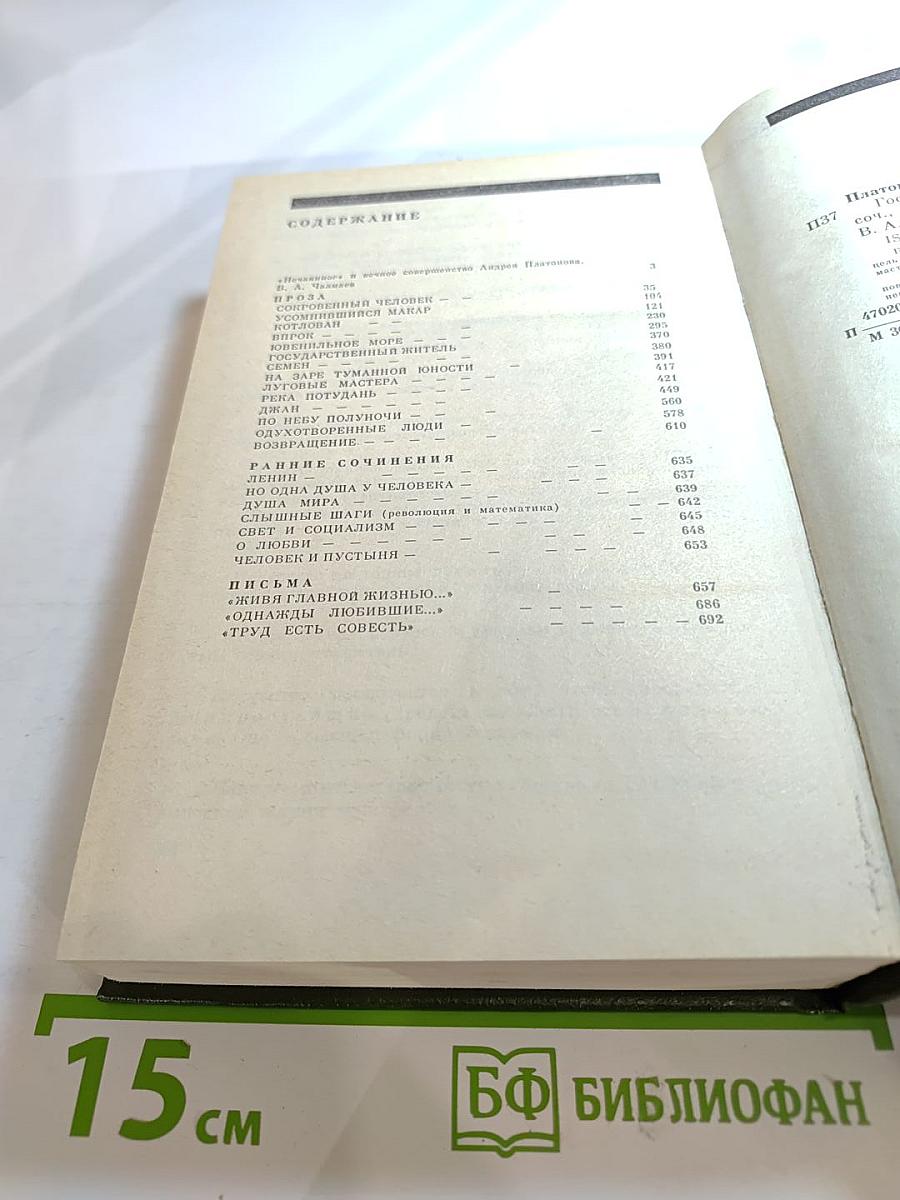 СОДЕРЖАНИЕ
«Нечаянное» и вечное совершенство Андрея Платонова.
В. А. Чалмаев 3
ПРОЗА
СОКРОВЕННЫЙ ЧЕЛОВЕК — — 35
УСОМНИВШИЙСЯ МАКАР 104
КОТЛОВАН — — — 121
ВПРОК — — — — 230
ЮВЕНИЛЬНОЕ МОРЕ — — 295
ГОСУДАРСТВЕННЫЙ ЖИТЕЛЬ 370
СЕМЕН — — — — — — 380
НА ЗАРЕ ТУМАННОЙ ЮНОСТИ — 391
ЛУГОВЫЕ МАСТЕРА — — — — 417
РЕКА ПОТУДАНЬ — — — — 421
ДЖАН — — — — — — 449
ПО НЕБУ ПОЛУНОЧИ — — — 560
ОДУХОТВОРЕННЫЕ ЛЮДИ — — 578
ВОЗВРАЩЕНИЕ — — — — — 610
РАННИЕ СОЧИНЕНИЯ
ЛЕНИН — — — — — — — — — 635
НО ОДНА ДУША У ЧЕЛОВЕКА — — — 637
ДУША МИРА — — — — — — — — 639
СЛЫШНЫЕ ШАГИ (революция и математика) — — 642
СВЕТ И СОЦИАЛИЗМ — — — — — — 645
О ЛЮБВИ — — — — — — — — 648
ЧЕЛОВЕК И ПУСТЫНЯ — — — — — 653
ПИСЬМА
«ЖИВЯ ГЛАВНОЙ ЖИЗНЬЮ...» — 657
«ОДНАЖДЫ ЛЮБИВШИЕ...» — — — — 686
«ТРУД ЕСТЬ СОВЕСТЬ» — — — — — 692
П37
соч.,
В. А.
П 47020
15 см
БФ БИБЛИОФАН